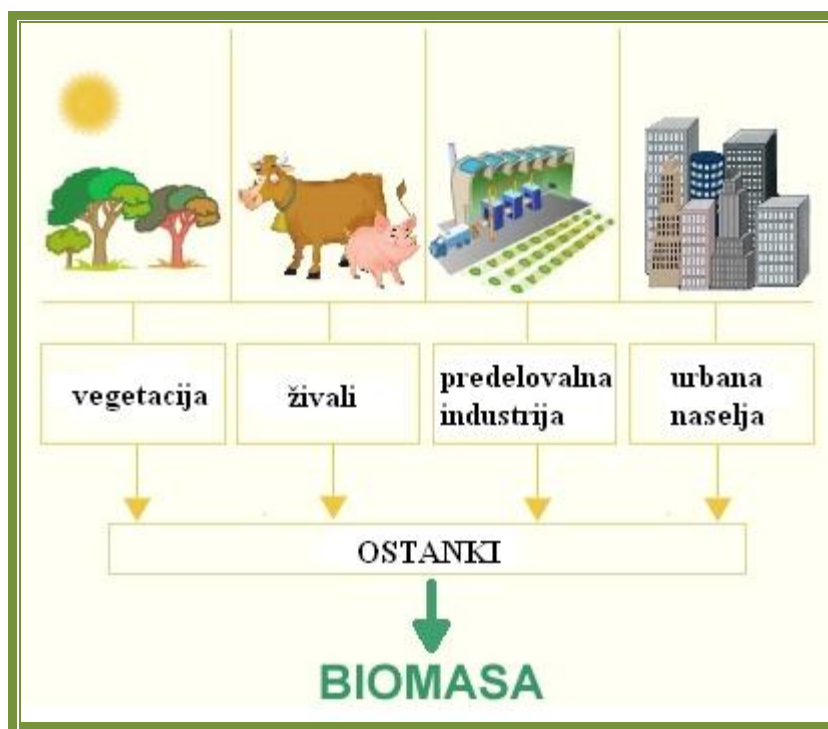 vegetacija
živali
predelovalna
industrija
urbana
naselja
OSTANKI
BIOMASA